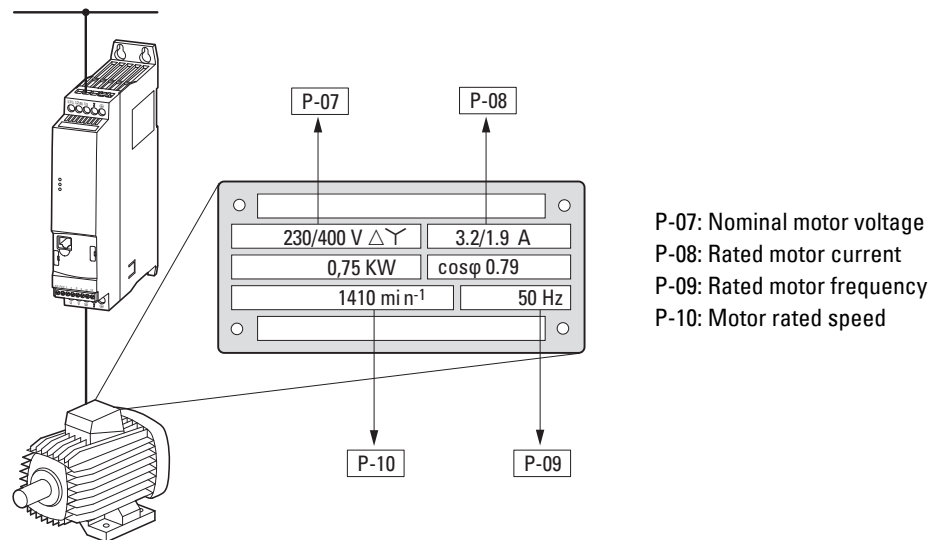 P-07
P-08
230/400 V △Y
3.2/1.9 A
0,75 KW
cosφ 0.79
1410 min-1
50 Hz
P-10
P-09
P-07: Nominal motor voltage
P-08: Rated motor current
P-09: Rated motor frequency
P-10: Motor rated speed